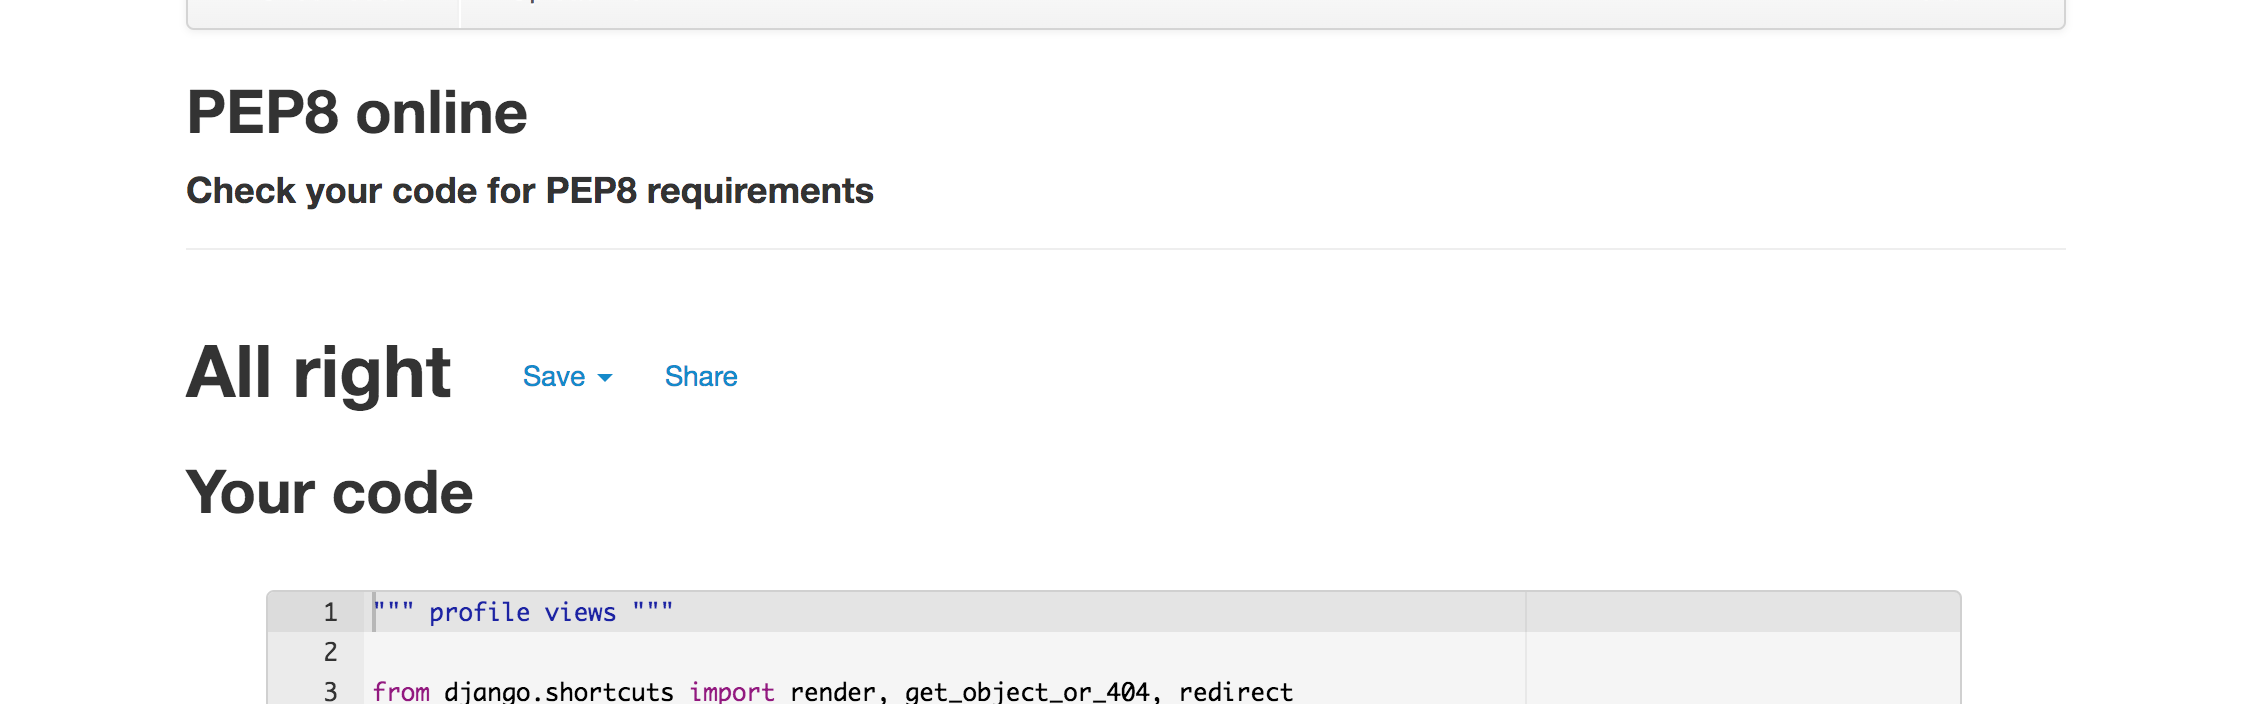 PEP8 online
Check your code for PEP8 requirements
All right Save Share
Your code
1 """ profile views """
2
3 from django.shortcuts import render, get_object_or_404, redirect